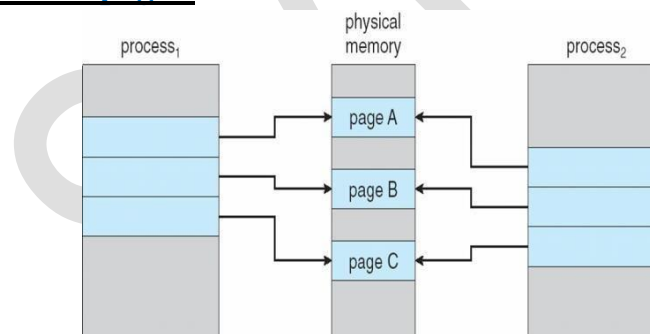 process1
physical
memory
process2
page A
page B
page C